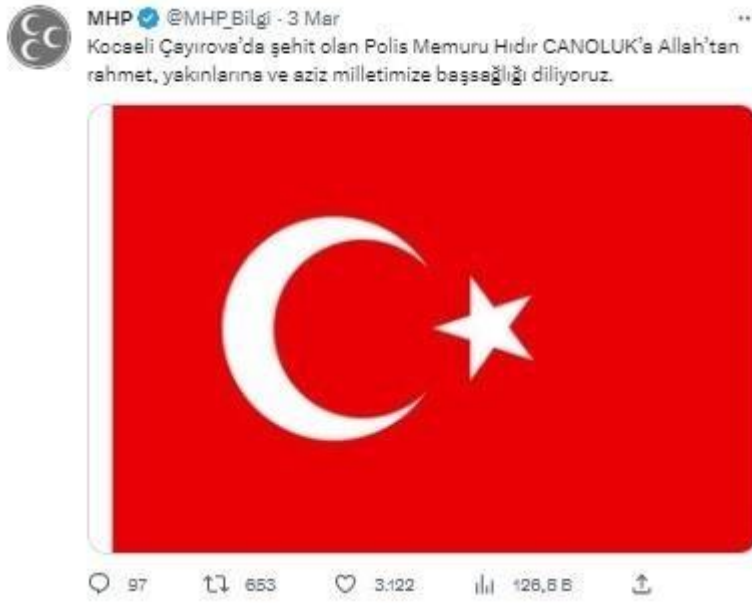 MHP @MHP_Bilgi · 3 Mar
Kocaeli Çayırova'da şehit olan Polis Memuru Hıdır CANOLUK'a Allah'tan
rahmet, yakınlarına ve aziz milletimize başsağlığı diliyoruz.
97 653 3.122 126,8 B